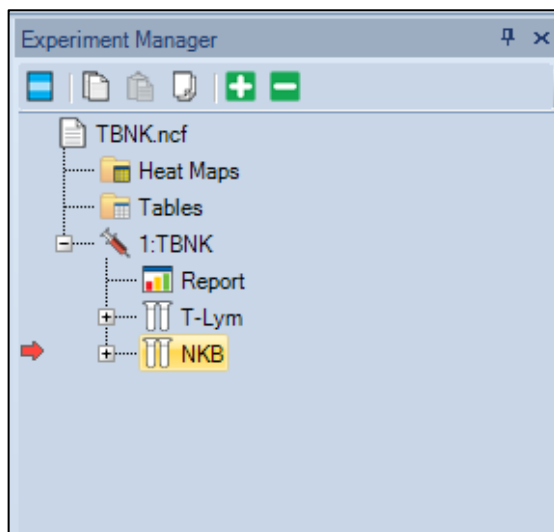 Experiment Manager
TBNK.ncf
Heat Maps
Tables
1:TBNK
Report
T-Lym
NKB